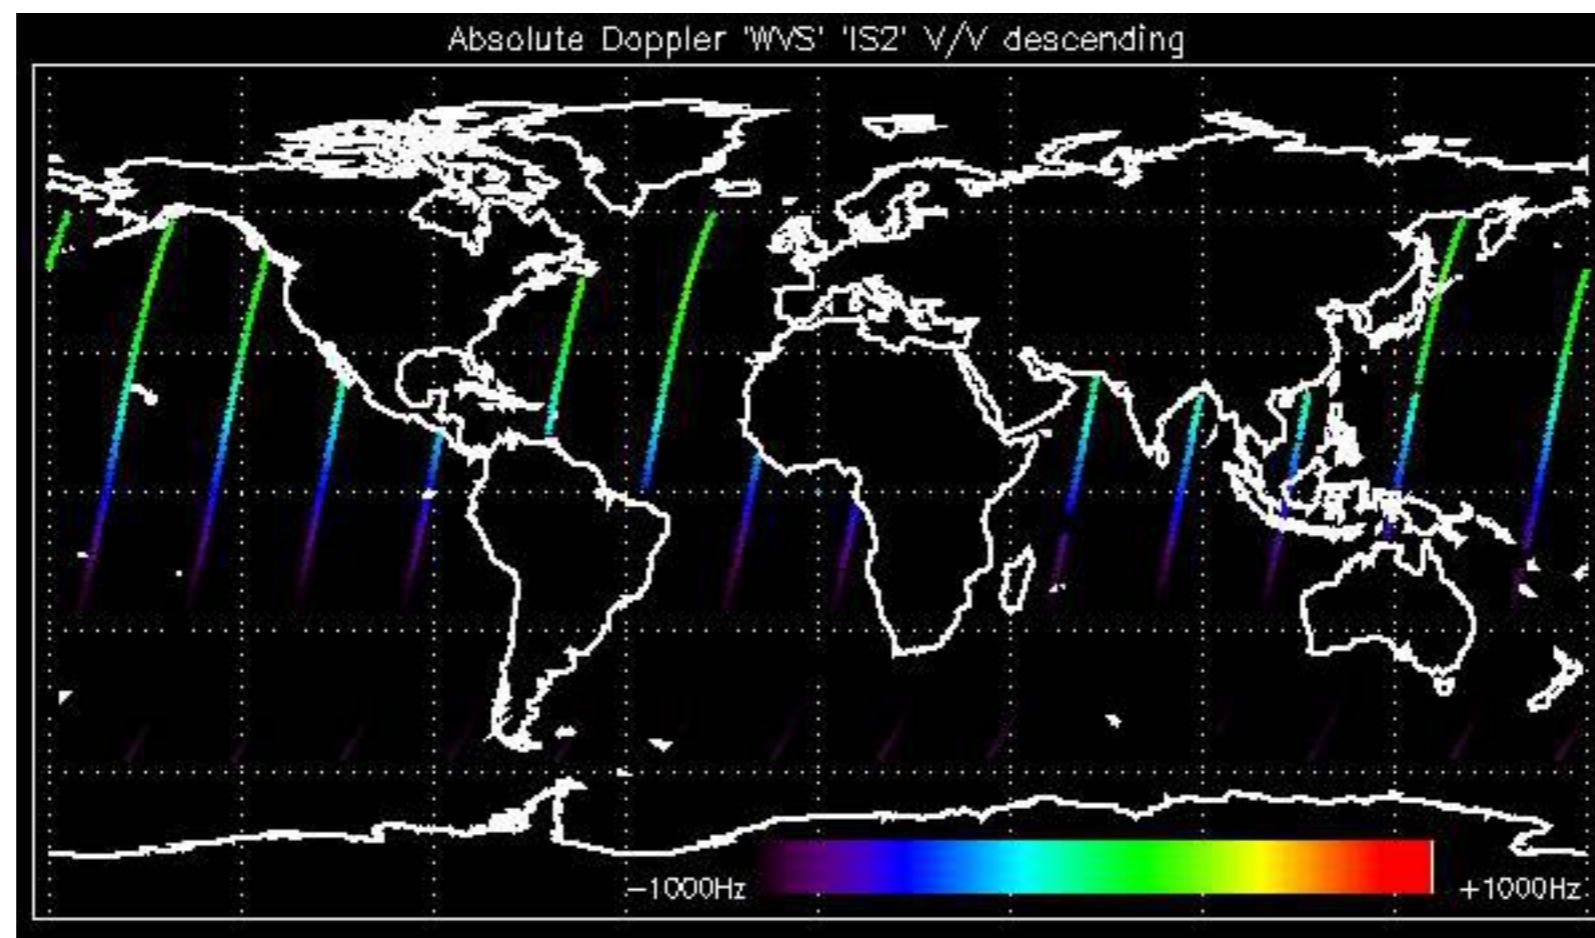 Absolute Doppler 'WVS' 'IS2' V/V descending
-1000Hz +1000Hz